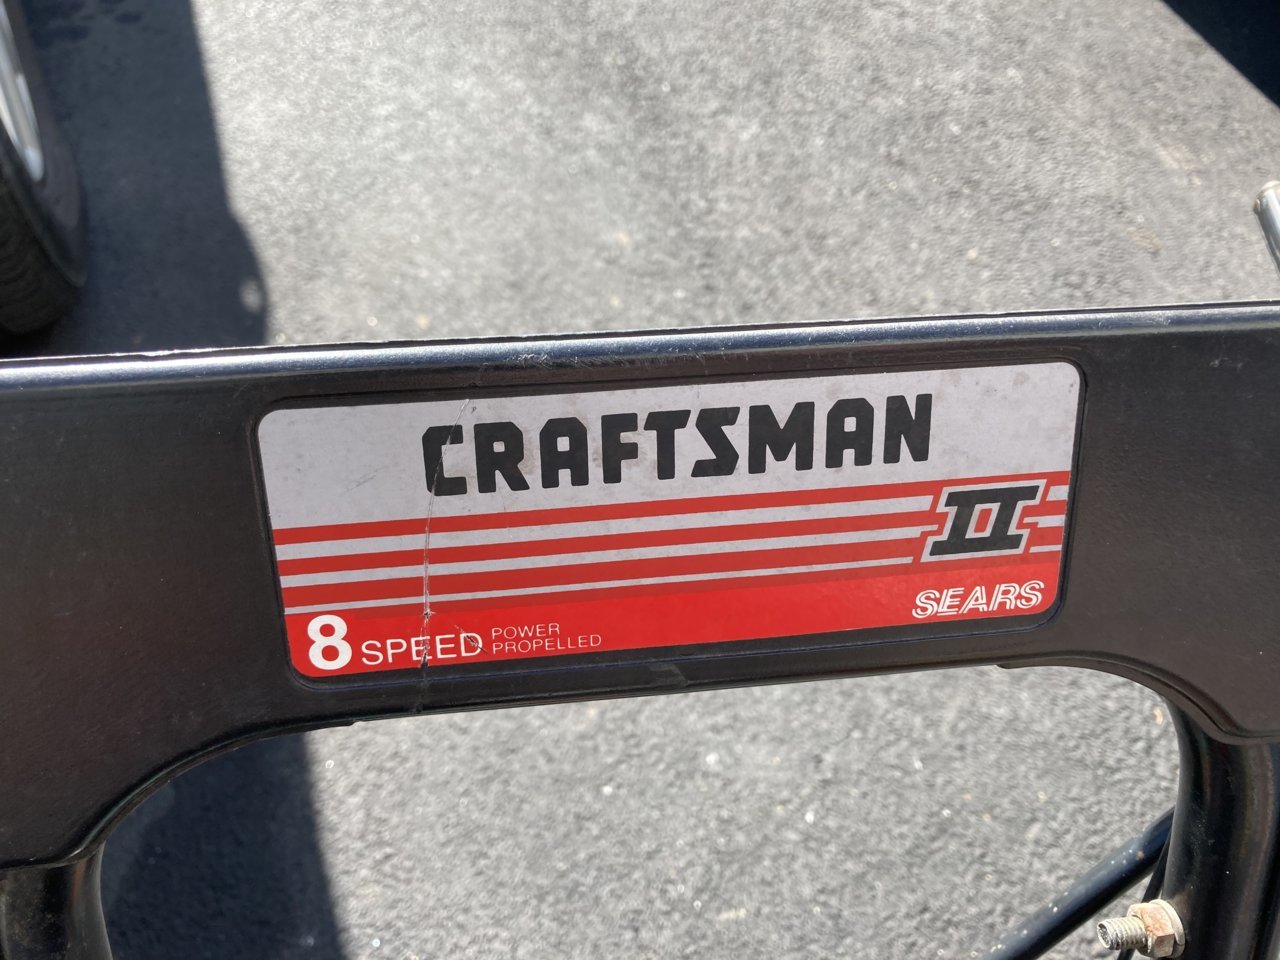 CRAFTSMAN
II
SEARS
8 SPEED POWER
PROPELLED